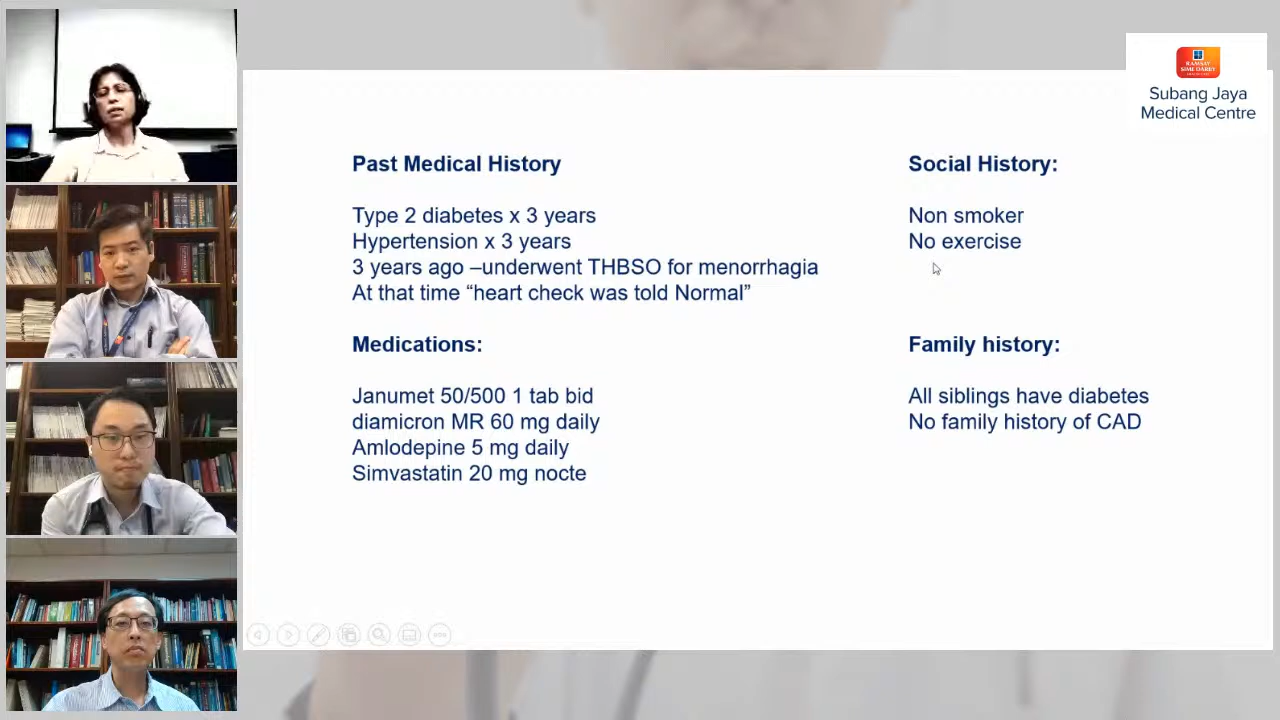 RAMSAY
SIME DARBY
Subang Jaya
Medical Centre
Past Medical History
Type 2 diabetes x 3 years
Hypertension x 3 years
3 years ago –underwent THBSO for menorrhagia
At that time “heart check was told Normal”
Medications:
Janumet 50/500 1 tab bid
diamicron MR 60 mg daily
Amlodepine 5 mg daily
Simvastatin 20 mg nocte
Social History:
Non smoker
No exercise
Family history:
All siblings have diabetes
No family history of CAD